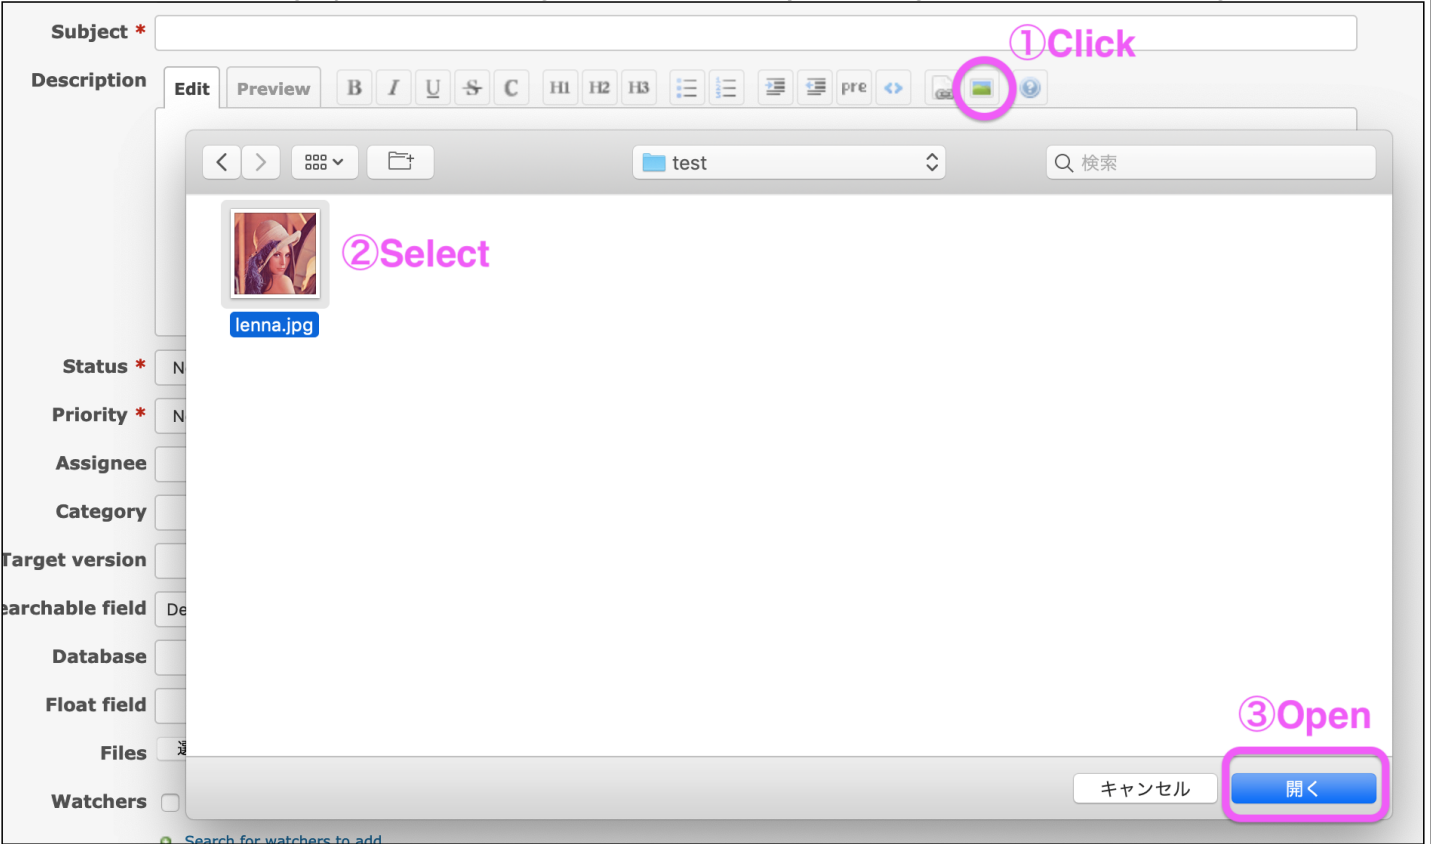 Subject *
①Click
Description
Edit Preview B I U S C H1 H2 H3 pre <> ?
test
検索
②Select
lenna.jpg
Status *
Priority *
Assignee
Category
Target version
earchable field De
Database
Float field
③Open
Files
キャンセル 開く
Watchers
Search for watchers to add